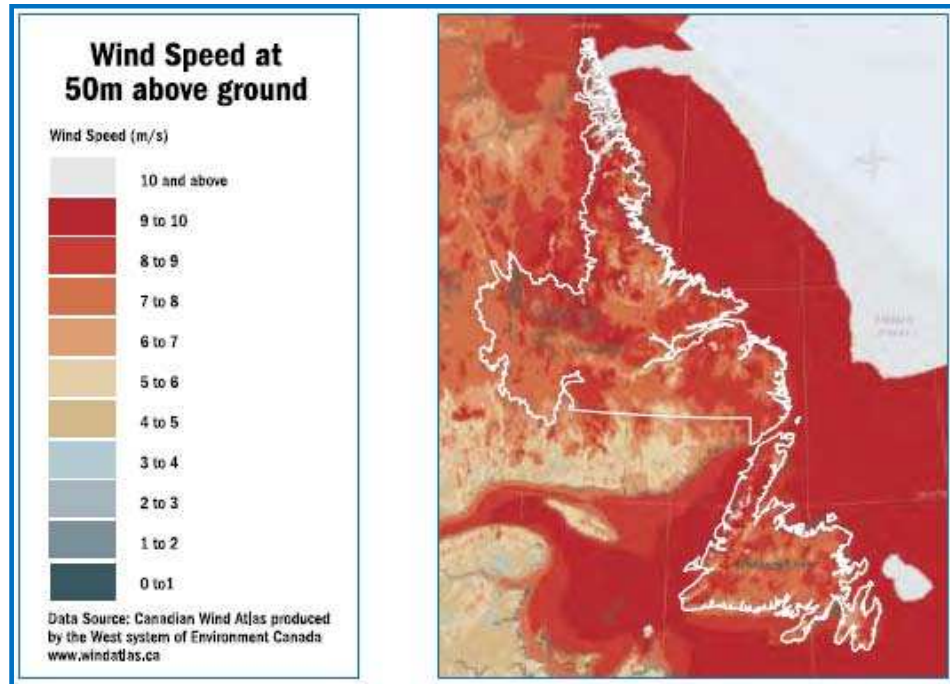 Wind Speed at
50m above ground
Wind Speed (m/s)
10 and above
9 to 10
8 to 9
7 to 8
6 to 7
5 to 6
4 to 5
3 to 4
2 to 3
1 to 2
0 to1
Data Source: Canadian Wind Atlas produced
by the West system of Environment Canada
www.windatlas.ca